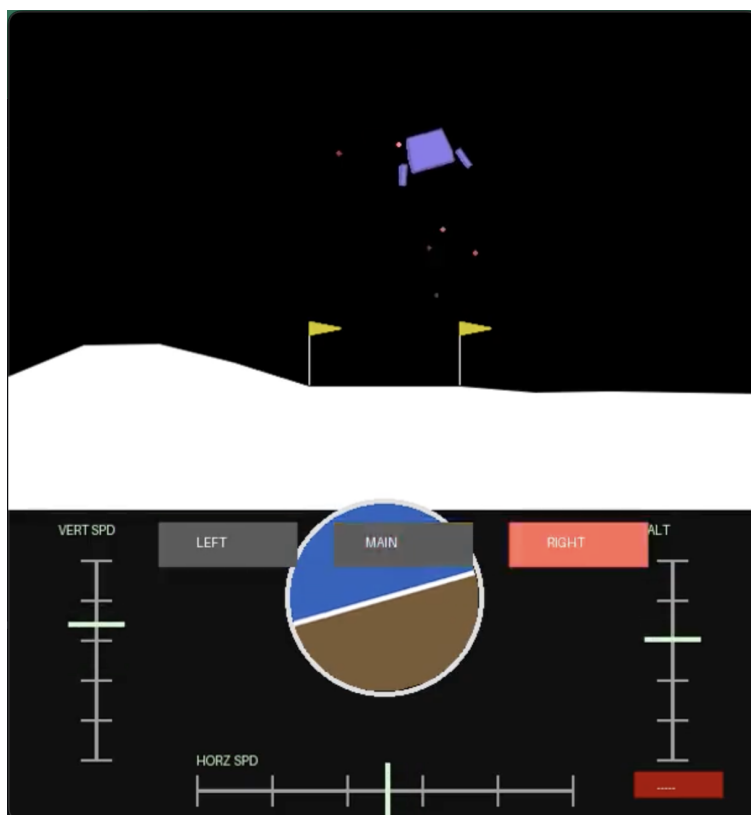 VERT SPD
LEFT
MAIN
RIGHT
ALT
HORZ SPD
-----